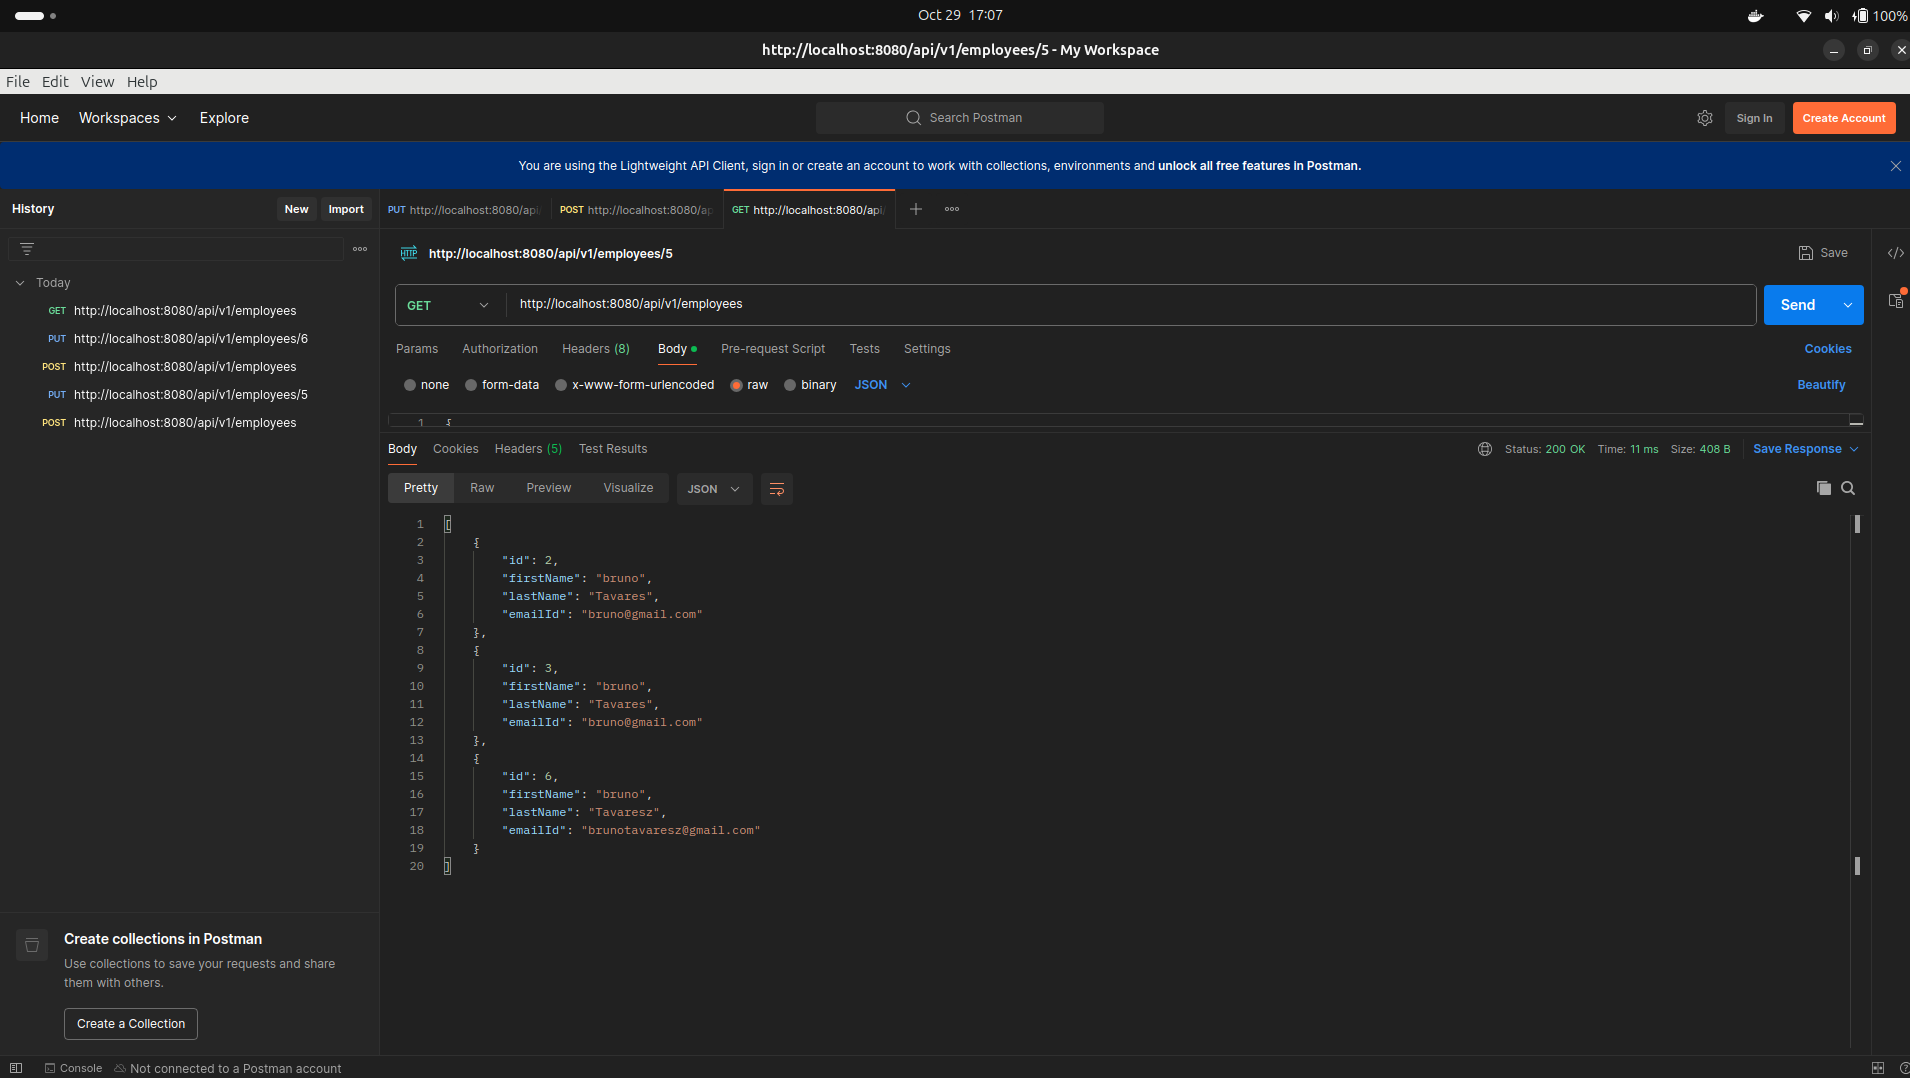 Oct 29 17:07
100%
http://localhost:8080/api/v1/employees/5 - My Workspace
File Edit View Help
Home Workspaces Explore
Search Postman
Sign In
Create Account
You are using the Lightweight API Client, sign in or create an account to work with collections, environments and unlock all free features in Postman.
History
New
Import
PUT http://localhost:8080/api/
POST http://localhost:8080/ap
GET http://localhost:8080/api/
Today
GET http://localhost:8080/api/v1/employees
PUT http://localhost:8080/api/v1/employees/6
POST http://localhost:8080/api/v1/employees
PUT http://localhost:8080/api/v1/employees/5
POST http://localhost:8080/api/v1/employees
HTTP http://localhost:8080/api/v1/employees/5
Save
GET http://localhost:8080/api/v1/employees
Send
Params Authorization Headers (8) Body Pre-request Script Tests Settings
Cookies
none form-data x-www-form-urlencoded raw binary JSON
Beautify
1 {
Body Cookies Headers (5) Test Results
Status: 200 OK Time: 11 ms Size: 408 B Save Response
Pretty Raw Preview Visualize JSON
1 [
2 {
3 "id": 2,
4 "firstName": "bruno",
5 "lastName": "Tavares",
6 "emailId": "bruno@gmail.com"
7 },
8 {
9 "id": 3,
10 "firstName": "bruno",
11 "lastName": "Tavares",
12 "emailId": "bruno@gmail.com"
13 },
14 {
15 "id": 6,
16 "firstName": "bruno",
17 "lastName": "Tavaresz",
18 "emailId": "brunotavaresz@gmail.com"
19 }
20 ]
Create collections in Postman
Use collections to save your requests and share
them with others.
Create a Collection
Console
Not connected to a Postman account